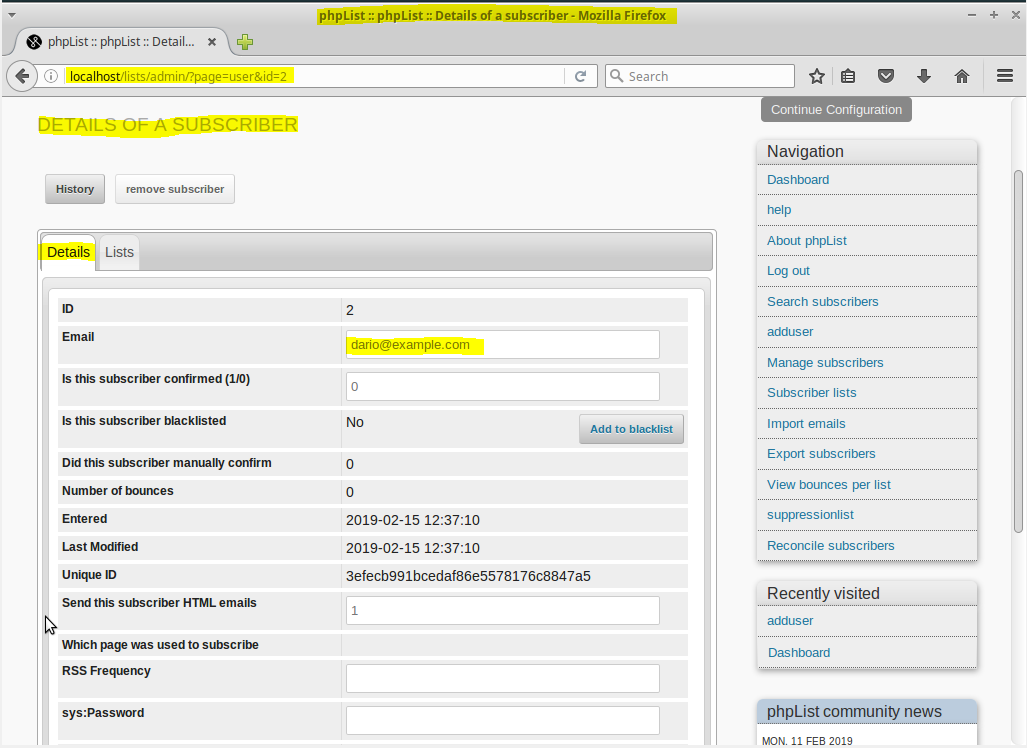 phpList :: phpList :: Details of a subscriber - Mozilla Firefox
phpList :: phpList :: Detail...
localhost/lists/admin/?page=user&id=2
Search
Continue Configuration
DETAILS OF A SUBSCRIBER
History
remove subscriber
Details
Lists
ID 2
Email dario@example.com
Is this subscriber confirmed (1/0) 0
Is this subscriber blacklisted No Add to blacklist
Did this subscriber manually confirm 0
Number of bounces 0
Entered 2019-02-15 12:37:10
Last Modified 2019-02-15 12:37:10
Unique ID 3efecb991bcedaf86e5578176c8847a5
Send this subscriber HTML emails 1
Which page was used to subscribe
RSS Frequency
sys:Password
Navigation
Dashboard
help
About phpList
Log out
Search subscribers
adduser
Manage subscribers
Subscriber lists
Import emails
Export subscribers
View bounces per list
suppressionlist
Reconcile subscribers
Recently visited
adduser
Dashboard
phpList community news
MON, 11 FEB 2019